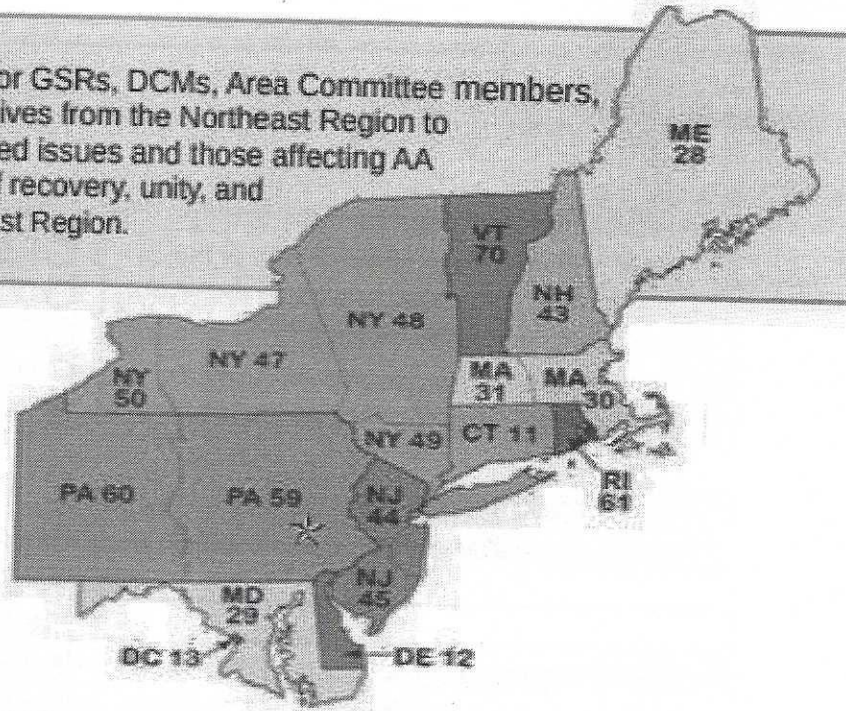 or GSRs, DCMs, Area Committee members,
ives from the Northeast Region to
ed issues and those affecting AA
f recovery, unity, and
st Region.
ME
28
VT
70
NH
43
NY 48
NY 47
NY
50
MA
31
MA
30
NY 49
CT 11
RI
61
PA 60
PA 59
NJ
44
NJ
45
MD
29
DC 13
DE 12